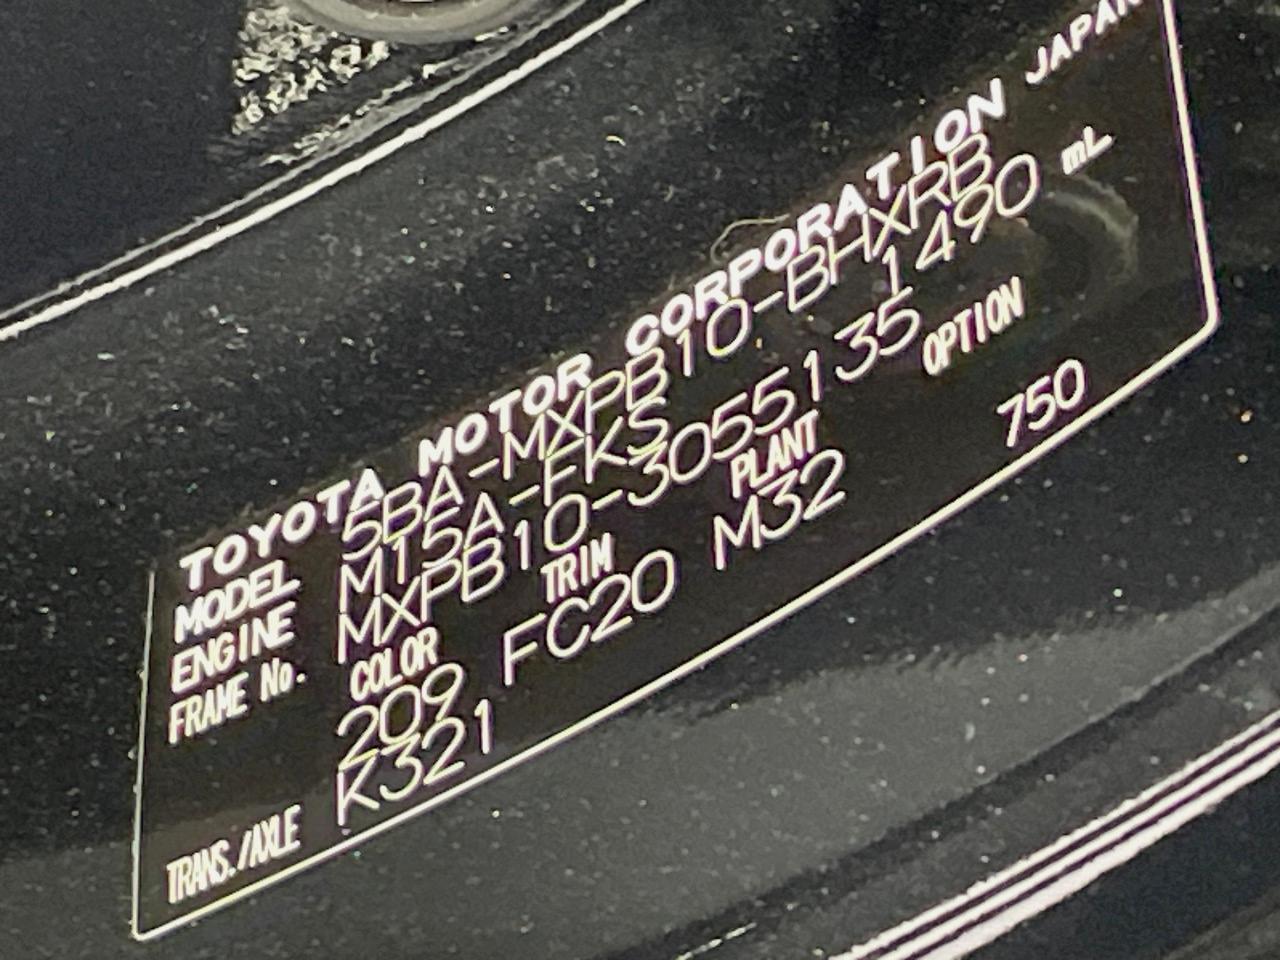 TOYOTA MOTOR CORPORATION JAPAN
MODEL 5BA-MXPB10-BHXRB
ENGINE M15A-FKS 1490 mL
FRAME No. MXPB10-3055135
COLOR TRIM PLANT OPTION
209 FC20 M32 750
TRANS./AXLE K321